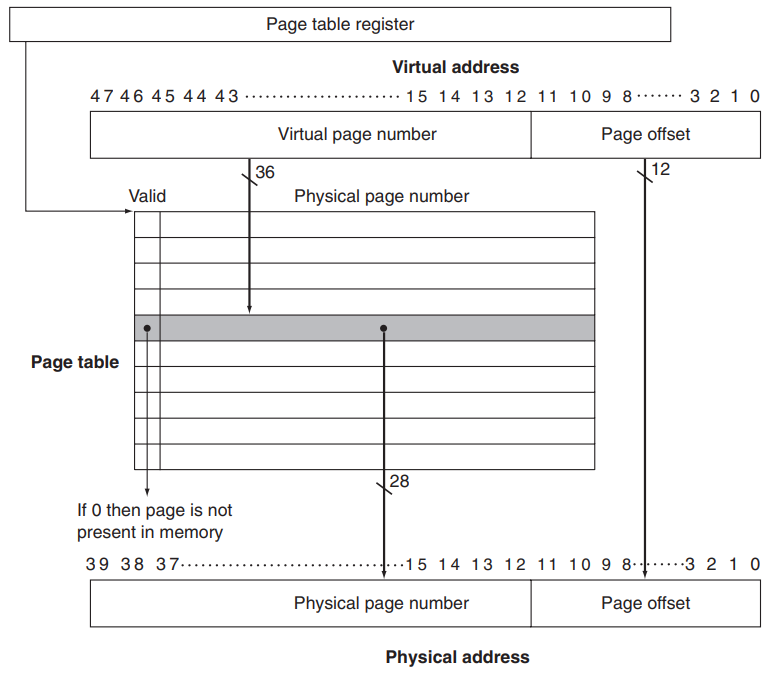 Page table register
Virtual address
47 46 45 44 43 ····················· 15 14 13 12 11 10 9 8 ······· 3 2 1 0
Virtual page number Page offset
36 12
Valid Physical page number
Page table
28
If 0 then page is not
present in memory
39 38 37······························15 14 13 12 11 10 9 8········3 2 1 0
Physical page number Page offset
Physical address